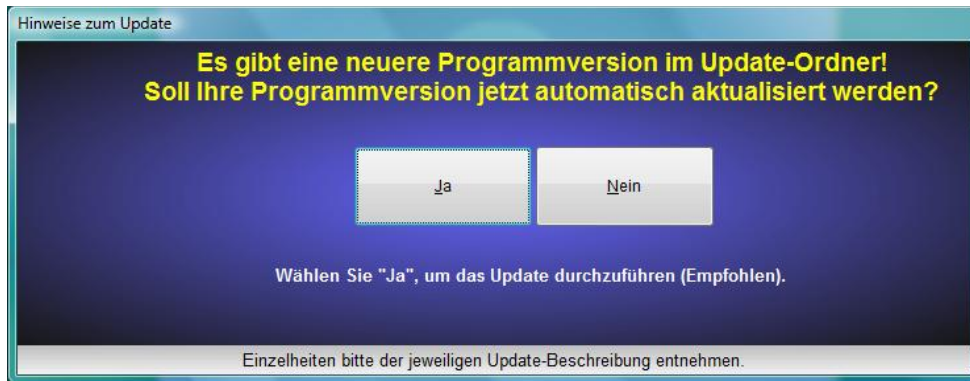 Hinweise zum Update
Es gibt eine neuere Programmversion im Update-Ordner!
Soll Ihre Programmversion jetzt automatisch aktualisiert werden?
Ja Nein
Wählen Sie "Ja", um das Update durchzuführen (Empfohlen).
Einzelheiten bitte der jeweiligen Update-Beschreibung entnehmen.